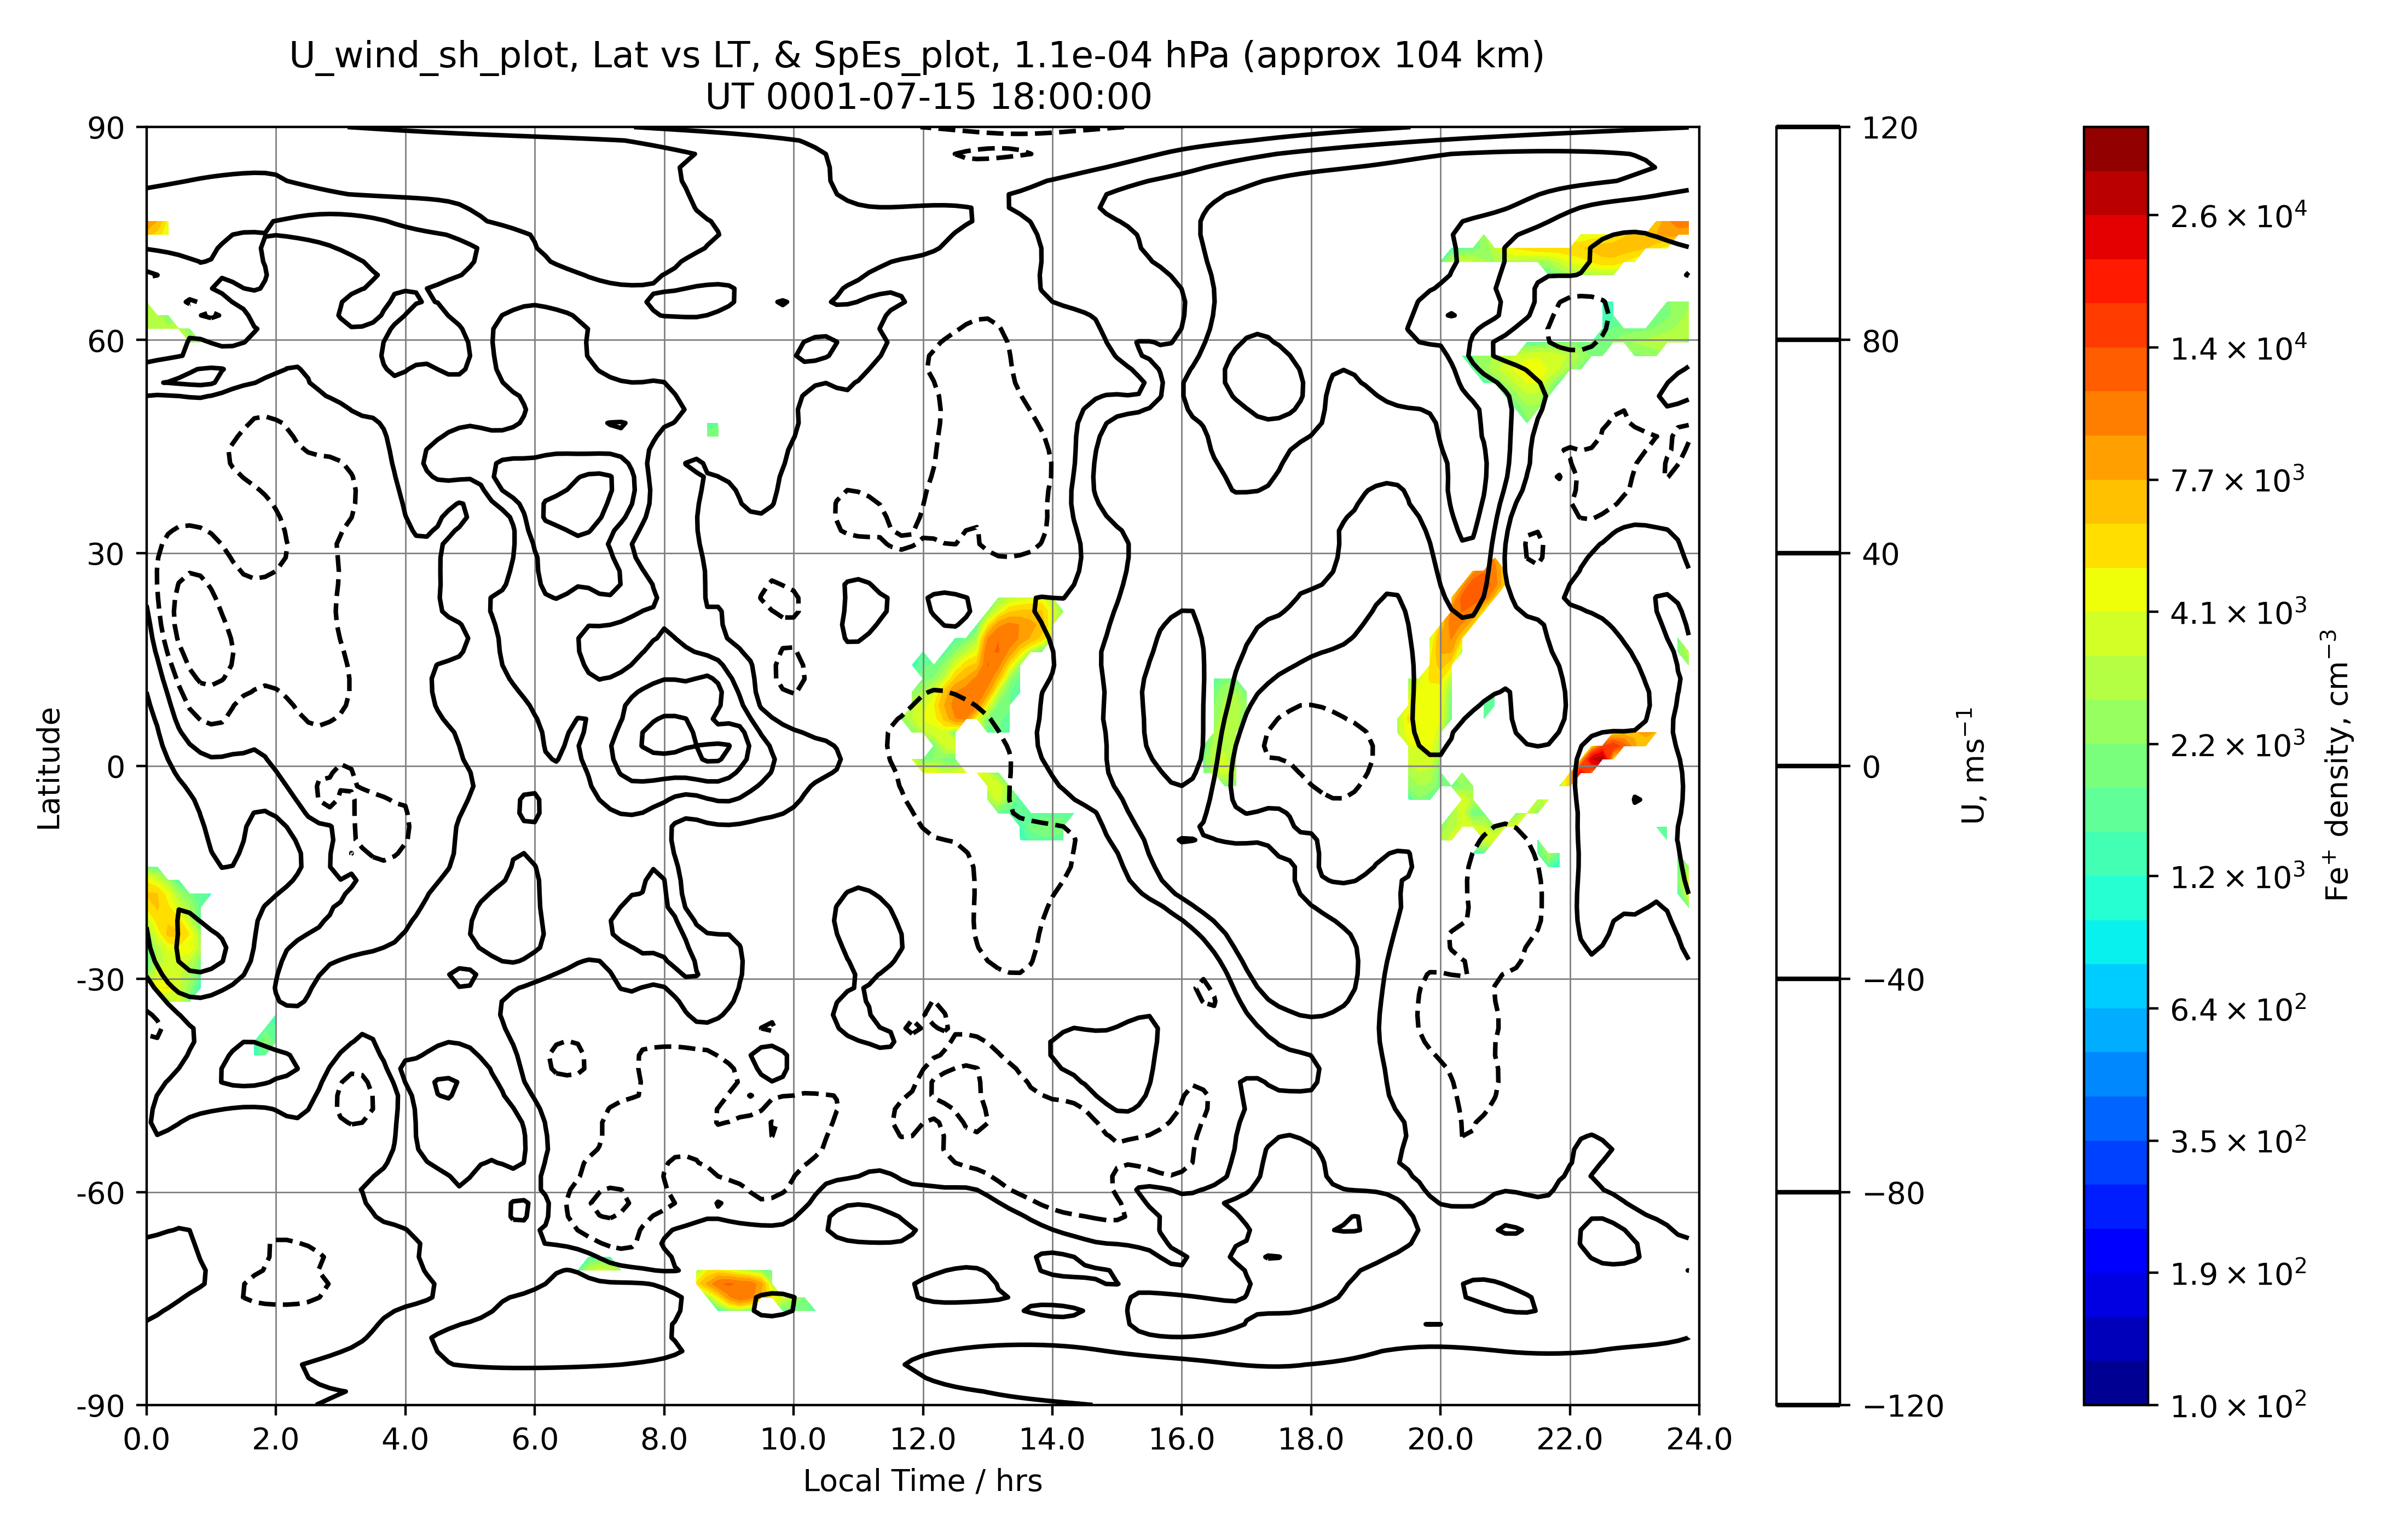 U_wind_sh_plot, Lat vs LT, & SpEs_plot, 1.1e-04 hPa (approx 104 km)
UT 0001-07-15 18:00:00
90
60
30
0
-30
-60
-90
Latitude
0.0 2.0 4.0 6.0 8.0 10.0 12.0 14.0 16.0 18.0 20.0 22.0 24.0
Local Time / hrs
120
80
40
0
−40
−80
−120
U, ms⁻¹
2.6 × 10⁴
1.4 × 10⁴
7.7 × 10³
4.1 × 10³
2.2 × 10³
1.2 × 10³
6.4 × 10²
3.5 × 10²
1.9 × 10²
1.0 × 10²
Fe⁺ density, cm⁻³